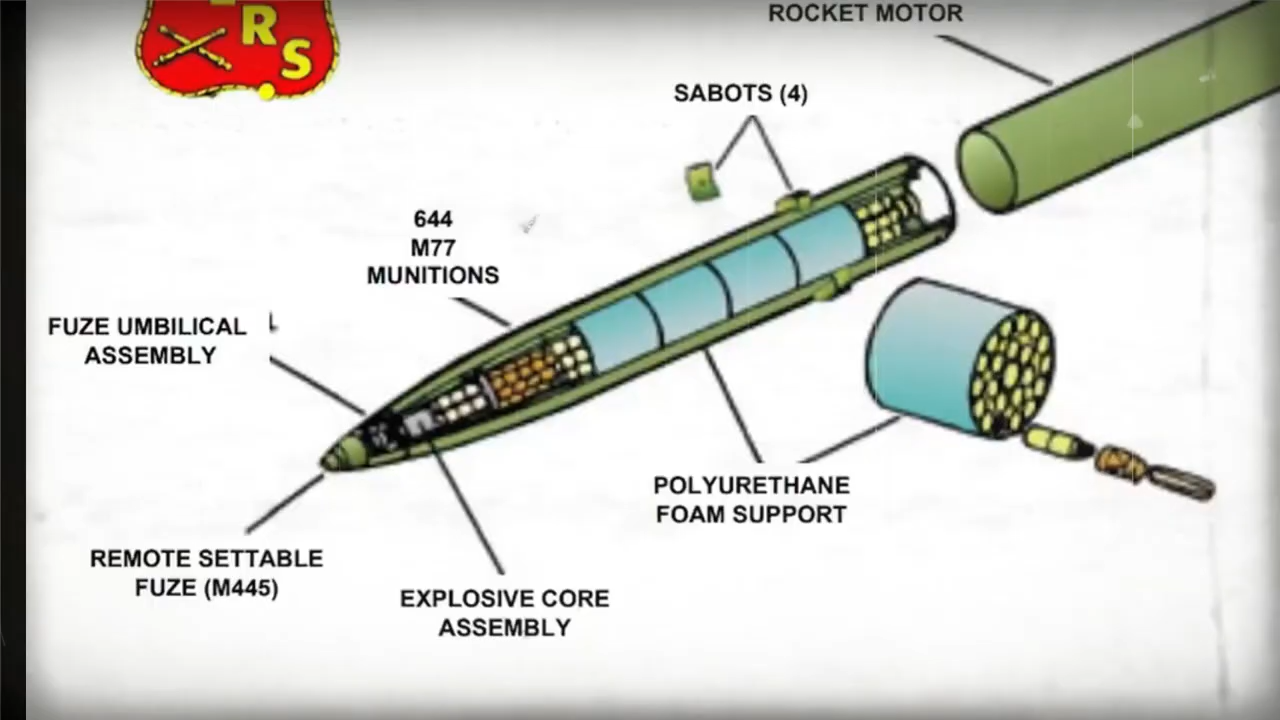 R
S
ROCKET MOTOR
SABOTS (4)
644
M77
MUNITIONS
FUZE UMBILICAL
ASSEMBLY
POLYURETHANE
FOAM SUPPORT
REMOTE SETTABLE
FUZE (M445)
EXPLOSIVE CORE
ASSEMBLY